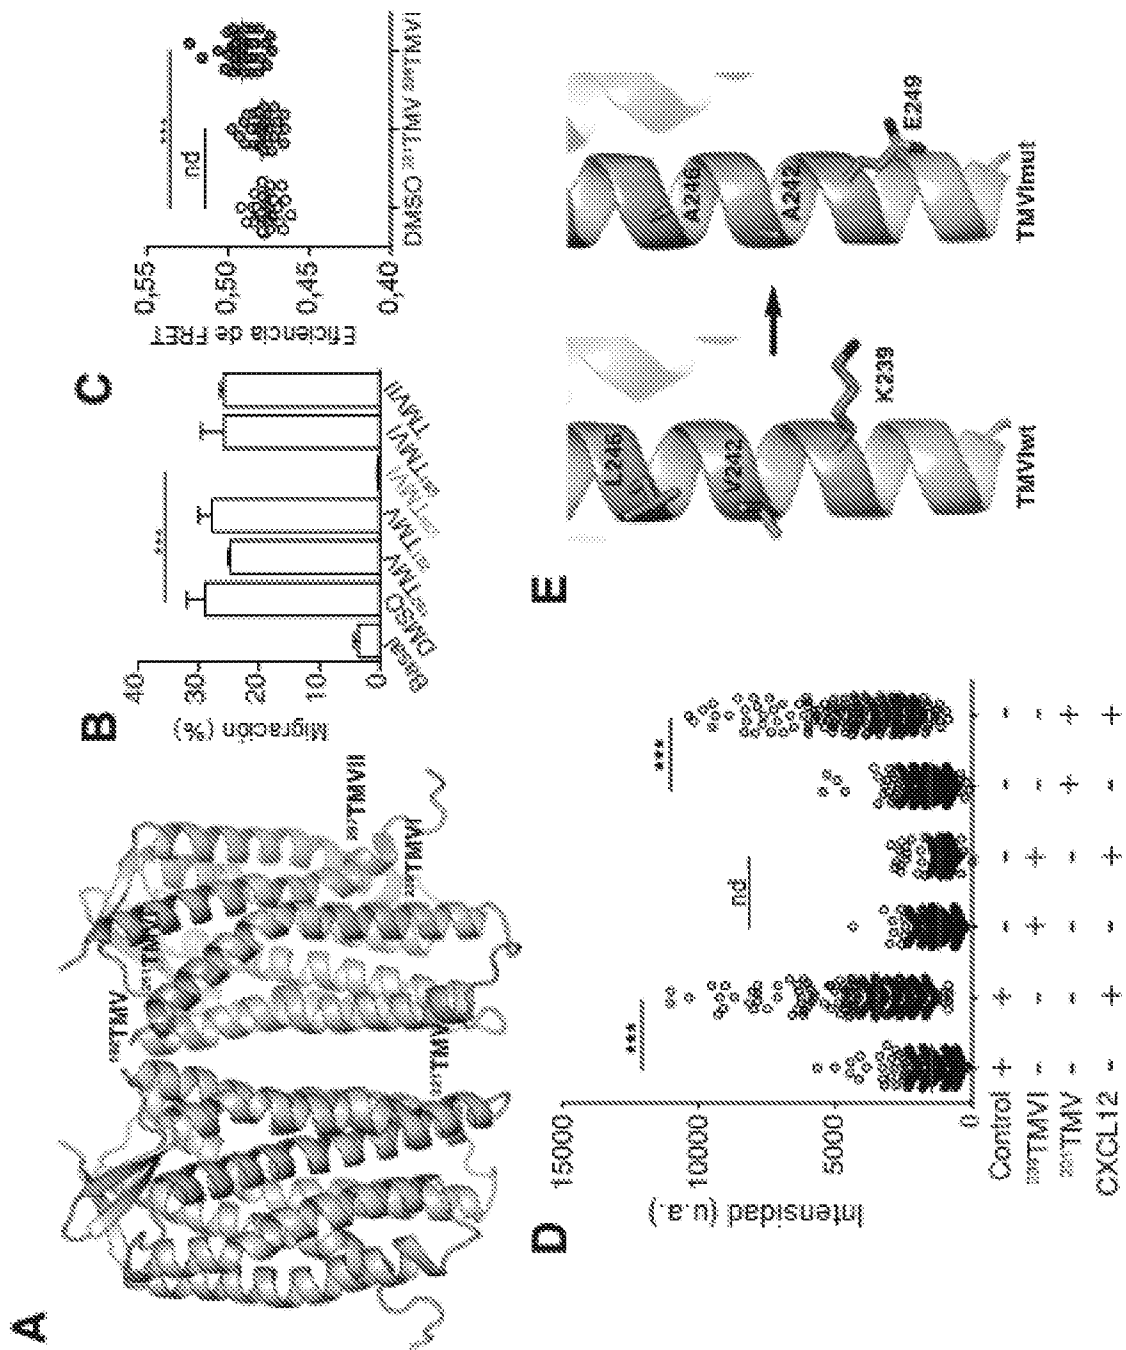 A
TMV
TMVI
TMV
TMVI
TMVII
B
Migración (%)
40
30
20
10
0
***
Basal
DMSO
TMV
TMV
TMVI
TMVI
TMVII
C
Eficiencia de FRET
0,55
0,50
0,45
0,40
***
nd
DMSO
TMV
TMVI
D
Intensidad (u.a.)
15000
10000
5000
0
***
nd
***
Control + + - - - -
TMVI - - + + - -
TMV - - - - + +
CXCL12 - + - + - +
E
L246
V242
K239
TMVIwt
A246
A242
E249
TMVImut